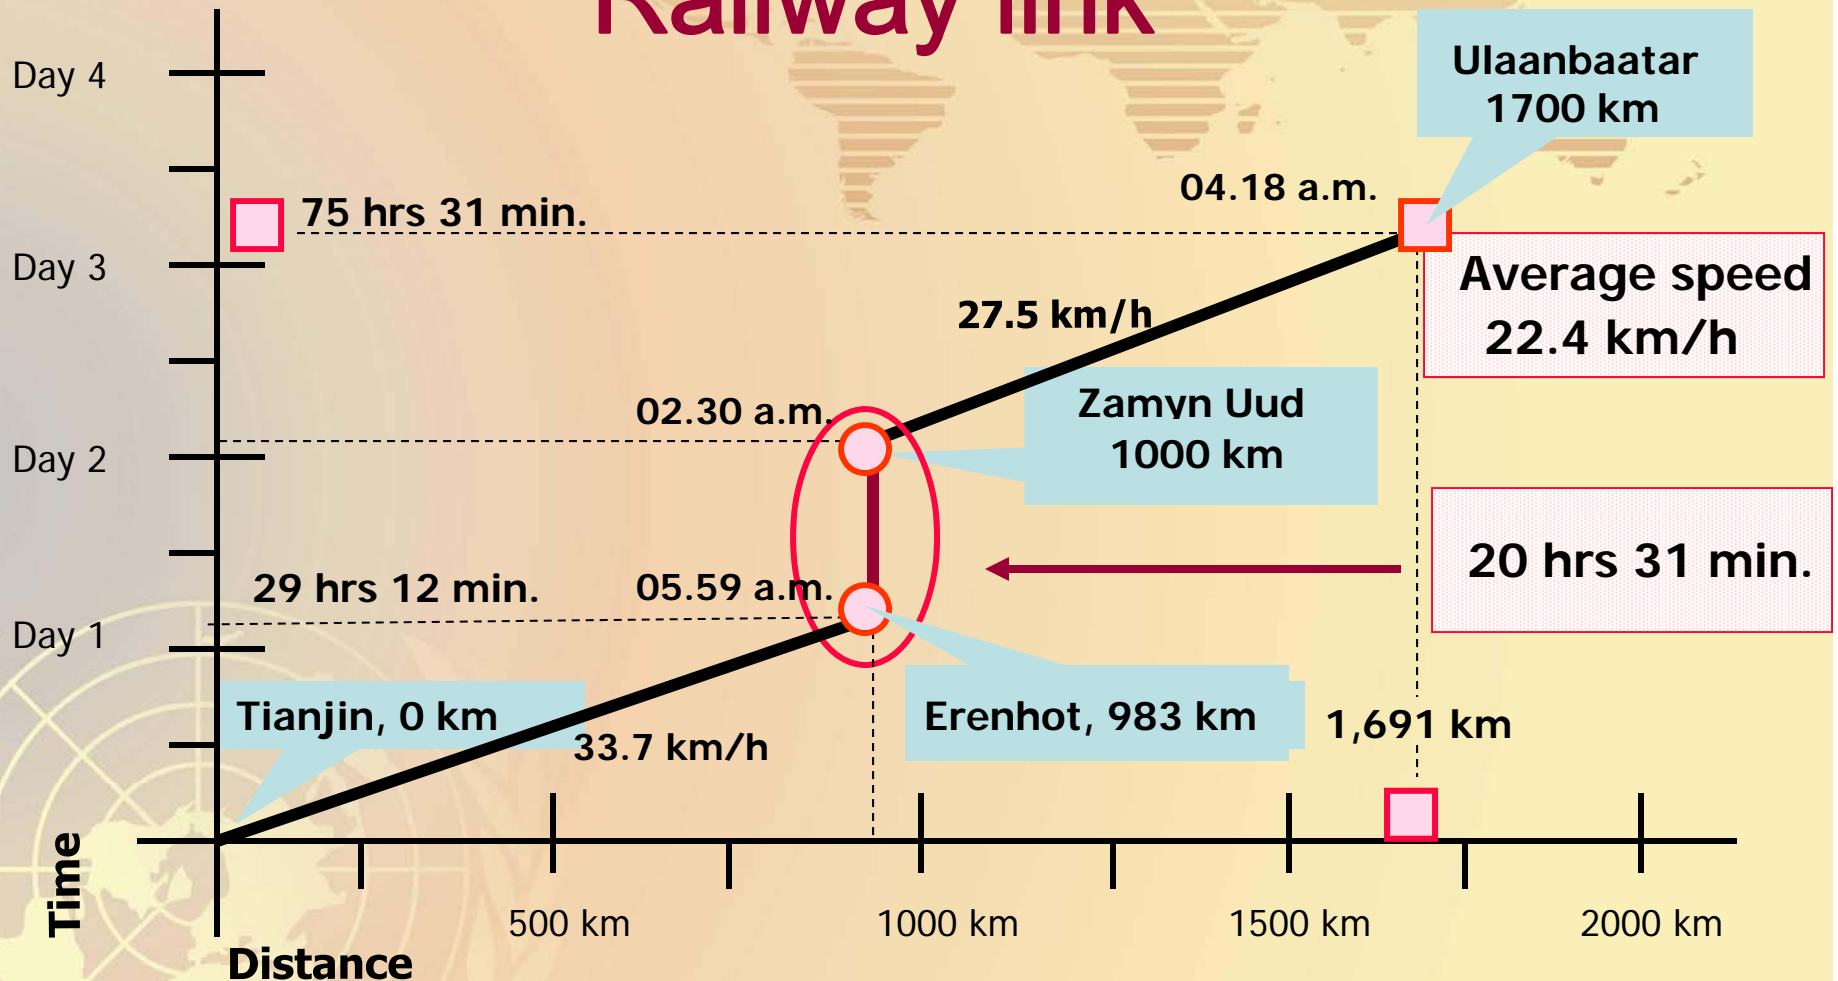 Railway link
Day 4
Ulaanbaatar
1700 km
04.18 a.m.
75 hrs 31 min.
Day 3
Average speed
22.4 km/h
27.5 km/h
02.30 a.m.
Zamyn Uud
1000 km
Day 2
20 hrs 31 min.
29 hrs 12 min.
05.59 a.m.
Day 1
Tianjin, 0 km
33.7 km/h
Erenhot, 983 km
1,691 km
Time
500 km
1000 km
1500 km
2000 km
Distance